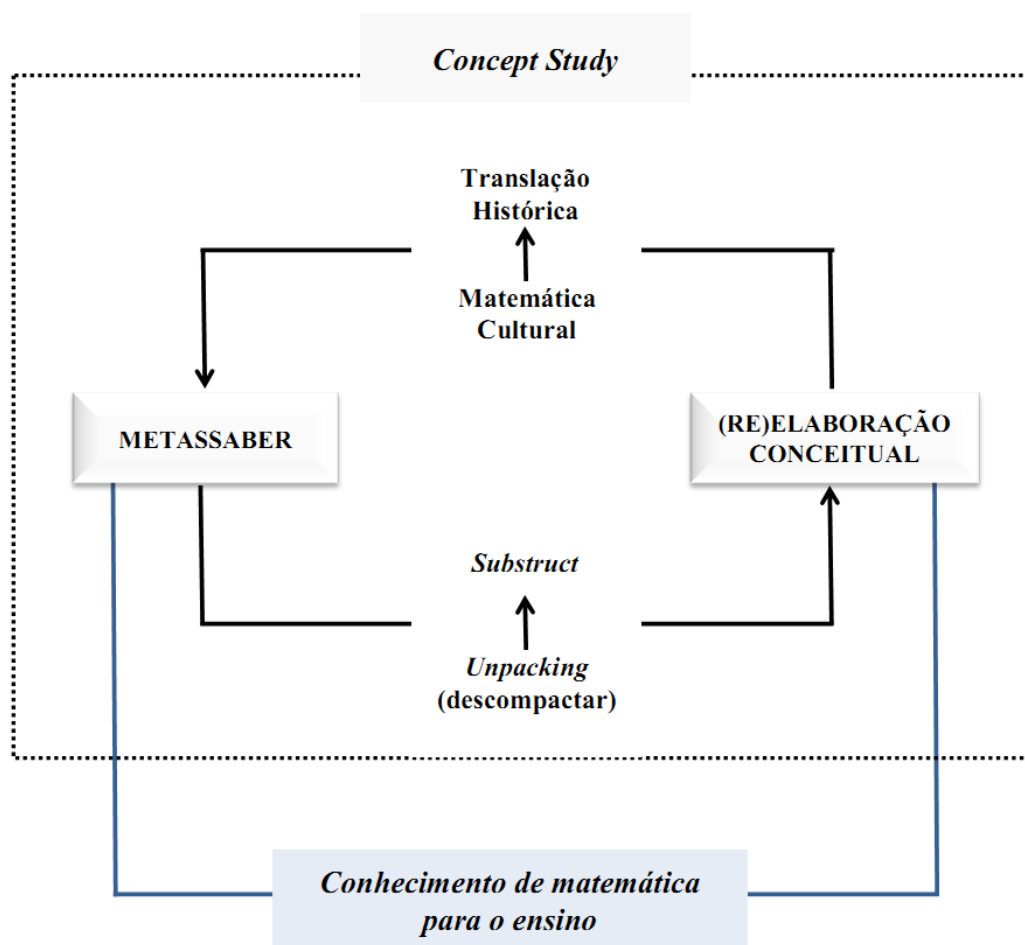 Concept Study
Translação
Histórica
Matemática
Cultural
METASSABER
(RE)ELABORAÇÃO
CONCEITUAL
Substruct
Unpacking
(descompactar)
Conhecimento de matemática
para o ensino